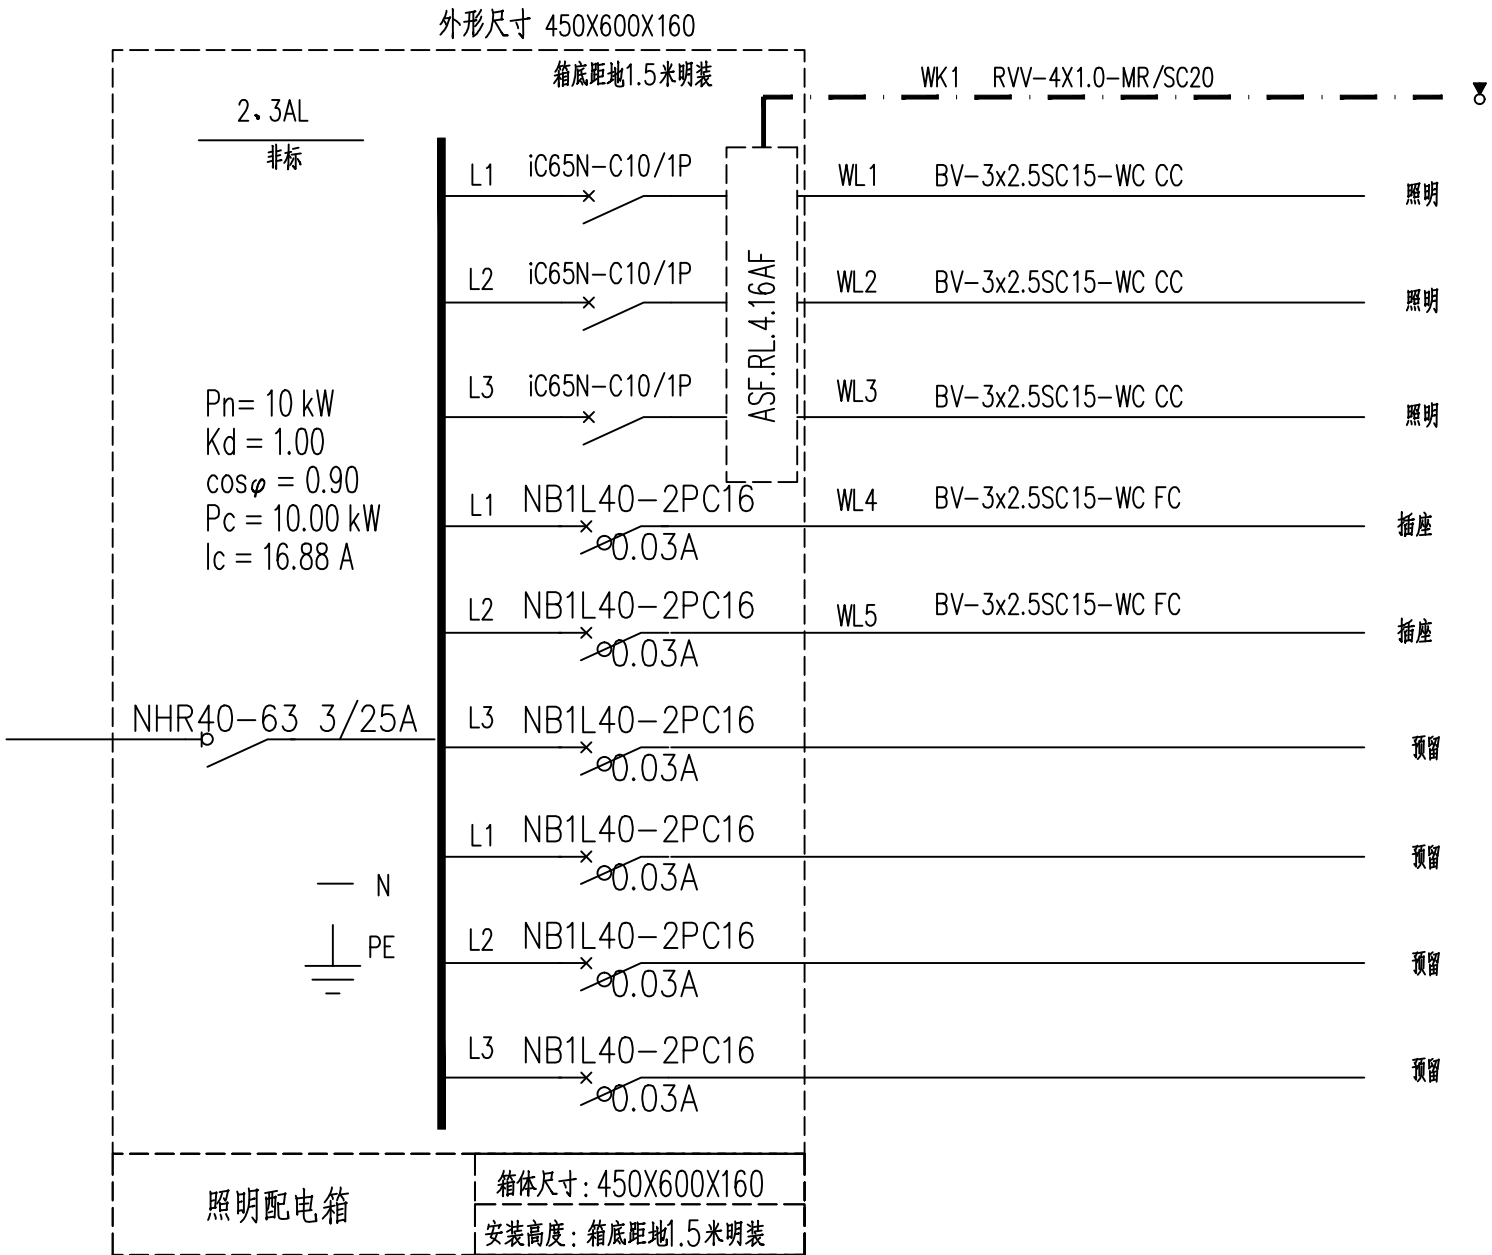 外形尺寸 450X600X160
箱底距地1.5米明装
WK1 RVV-4X1.0-MR/SC20
2、3AL
非标
L1 iC65N-C10/1P WL1 BV-3x2.5SC15-WC CC 照明
L2 iC65N-C10/1P WL2 BV-3x2.5SC15-WC CC 照明
L3 iC65N-C10/1P WL3 BV-3x2.5SC15-WC CC 照明
ASF.RL.4.16AF
Pn= 10 kW
Kd = 1.00
cosφ = 0.90
Pc = 10.00 kW
Ic = 16.88 A
L1 NB1L40-2PC16 WL4 BV-3x2.5SC15-WC FC 插座
0.03A
L2 NB1L40-2PC16 WL5 BV-3x2.5SC15-WC FC 插座
0.03A
NHR40-63 3/25A
L3 NB1L40-2PC16 预留
0.03A
L1 NB1L40-2PC16 预留
0.03A
N
PE
L2 NB1L40-2PC16 预留
0.03A
L3 NB1L40-2PC16 预留
0.03A
照明配电箱
箱体尺寸：450X600X160
安装高度：箱底距地1.5米明装